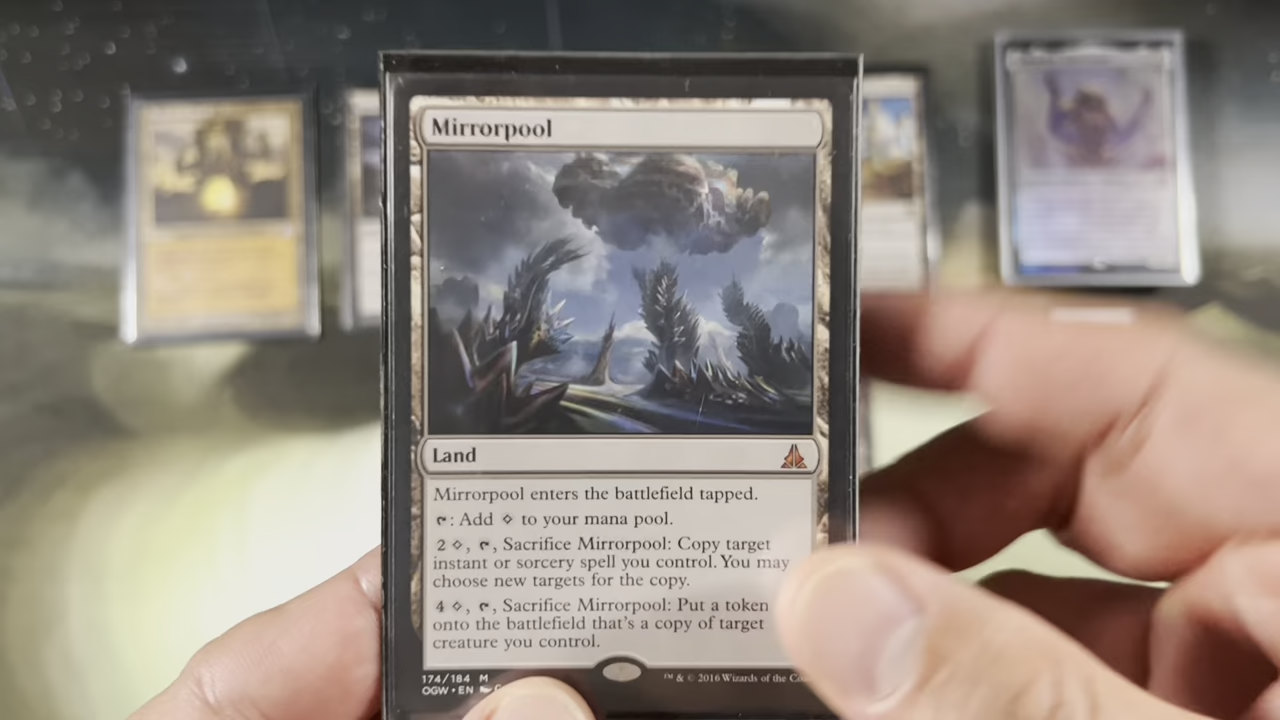 Mirrorpool
Land
Mirrorpool enters the battlefield tapped.
: Add to your mana pool.
2 , , Sacrifice Mirrorpool: Copy target
instant or sorcery spell you control. You may
choose new targets for the copy.
4 , , Sacrifice Mirrorpool: Put a token
onto the battlefield that's a copy of target
creature you control.
174/184 M
OGW • EN
™ & © 2016 Wizards of the